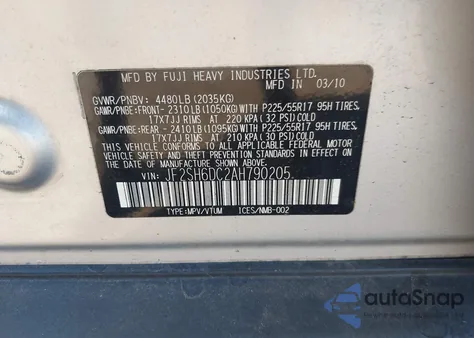 MFD BY FUJI HEAVY INDUSTRIES LTD.
MFD IN 03/10
GVWR/PNBV: 4480LB (2035KG)
GAWR/PNBE:FRONT-2310LB (1050KG) WITH P225/55R17 95H TIRES,
17X7JJ RIMS AT 220 KPA (32 PSI) COLD
GAWR/PNBE:REAR -2410LB (1095KG) WITH P225/55R17 95H TIRES,
17X7JJ RIMS AT 210 KPA (30 PSI) COLD
THIS VEHICLE CONFORMS TO ALL APPLICABLE
FEDERAL MOTOR VEHICLE SAFETY, BUMPER, AND
THEFT PREVENTION STANDARDS IN EFFECT ON THE
DATE OF MANUFACTURE SHOWN ABOVE.
VIN: JF2SH6DC2AH790205
TYPE:MPV/VTUM ICES/NMB-002
autoSnap